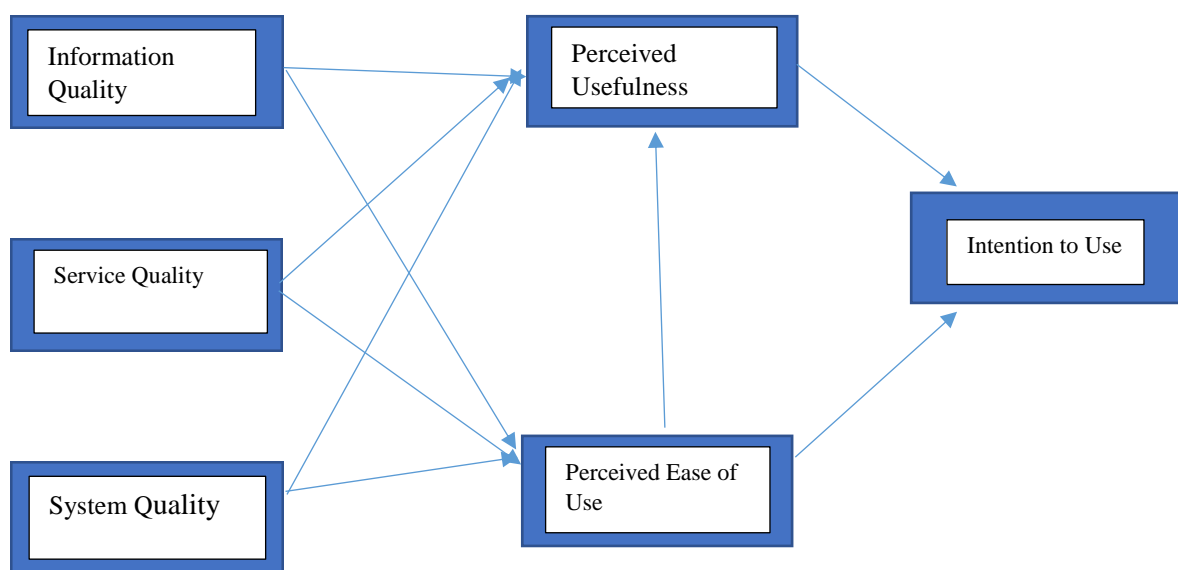 Information
Quality
Perceived
Usefulness
Service Quality
Intention to Use
System Quality
Perceived Ease of
Use